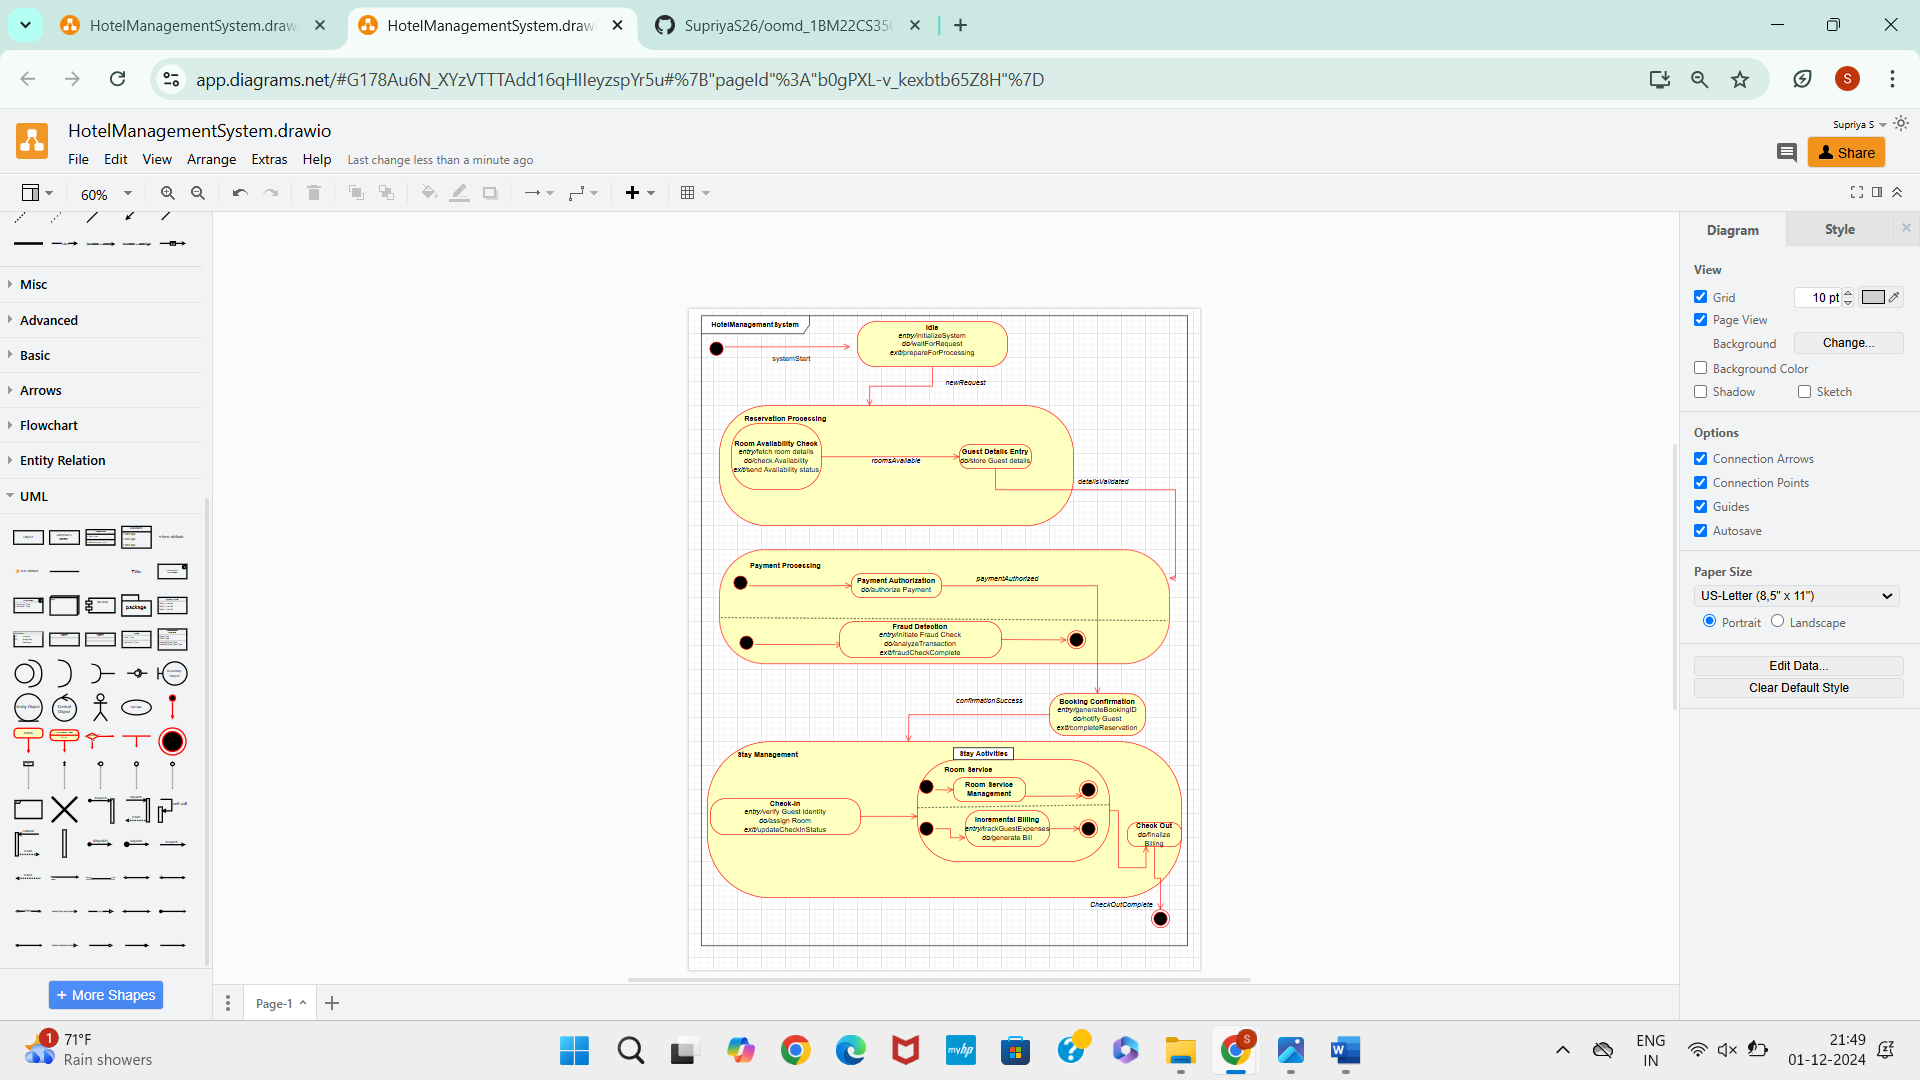 HotelManagementSystem.draw
HotelManagementSystem.draw
SupriyaS26/oomd_1BM22CS35
app.diagrams.net/#G178Au6N_XYzVTTTAdd16qHIIeyzspYr5u#%7B"pageId"%3A"b0gPXL-v_kexbtb65Z8H"%7D
S
HotelManagementSystem.drawio
File Edit View Arrange Extras Help Last change less than a minute ago
Supriya S
Share
60%
Misc
Advanced
Basic
Arrows
Flowchart
Entity Relation
UML
package
More Shapes
HotelManagementSystem
systemStart
Idle
entry/initializeSystem
do/waitForRequest
exit/prepareForProcessing
newRequest
Reservation Processing
Room Availability Check
entry/fetch room details
do/check Availability
exit/send Availability status
roomsAvailable
Guest Details Entry
do/store Guest details
detailsValidated
Payment Processing
Payment Authorization
do/authorize Payment
paymentAuthorized
Fraud Detection
entry/initiate Fraud Check
do/analyzeTransaction
exit/fraudCheckComplete
confirmationSuccess
Booking Confirmation
entry/generateBookingID
do/notify Guest
exit/completeReservation
Stay Management
Stay Activities
Room Service
Room Service
Management
Check-in
entry/verify Guest Identity
do/assign Room
exit/updateCheckInStatus
Incremental Billing
entry/trackGuestExpenses
do/generate Bill
Check Out
do/finalize
Billing
CheckOutComplete
Page-1
Diagram Style
View
Grid 10 pt
Page View
Background Change...
Background Color
Shadow Sketch
Options
Connection Arrows
Connection Points
Guides
Autosave
Paper Size
US-Letter (8,5" x 11")
Portrait Landscape
Edit Data...
Clear Default Style
1
71°F
Rain showers
myhp
S
W
ENG
IN
21:49
01-12-2024